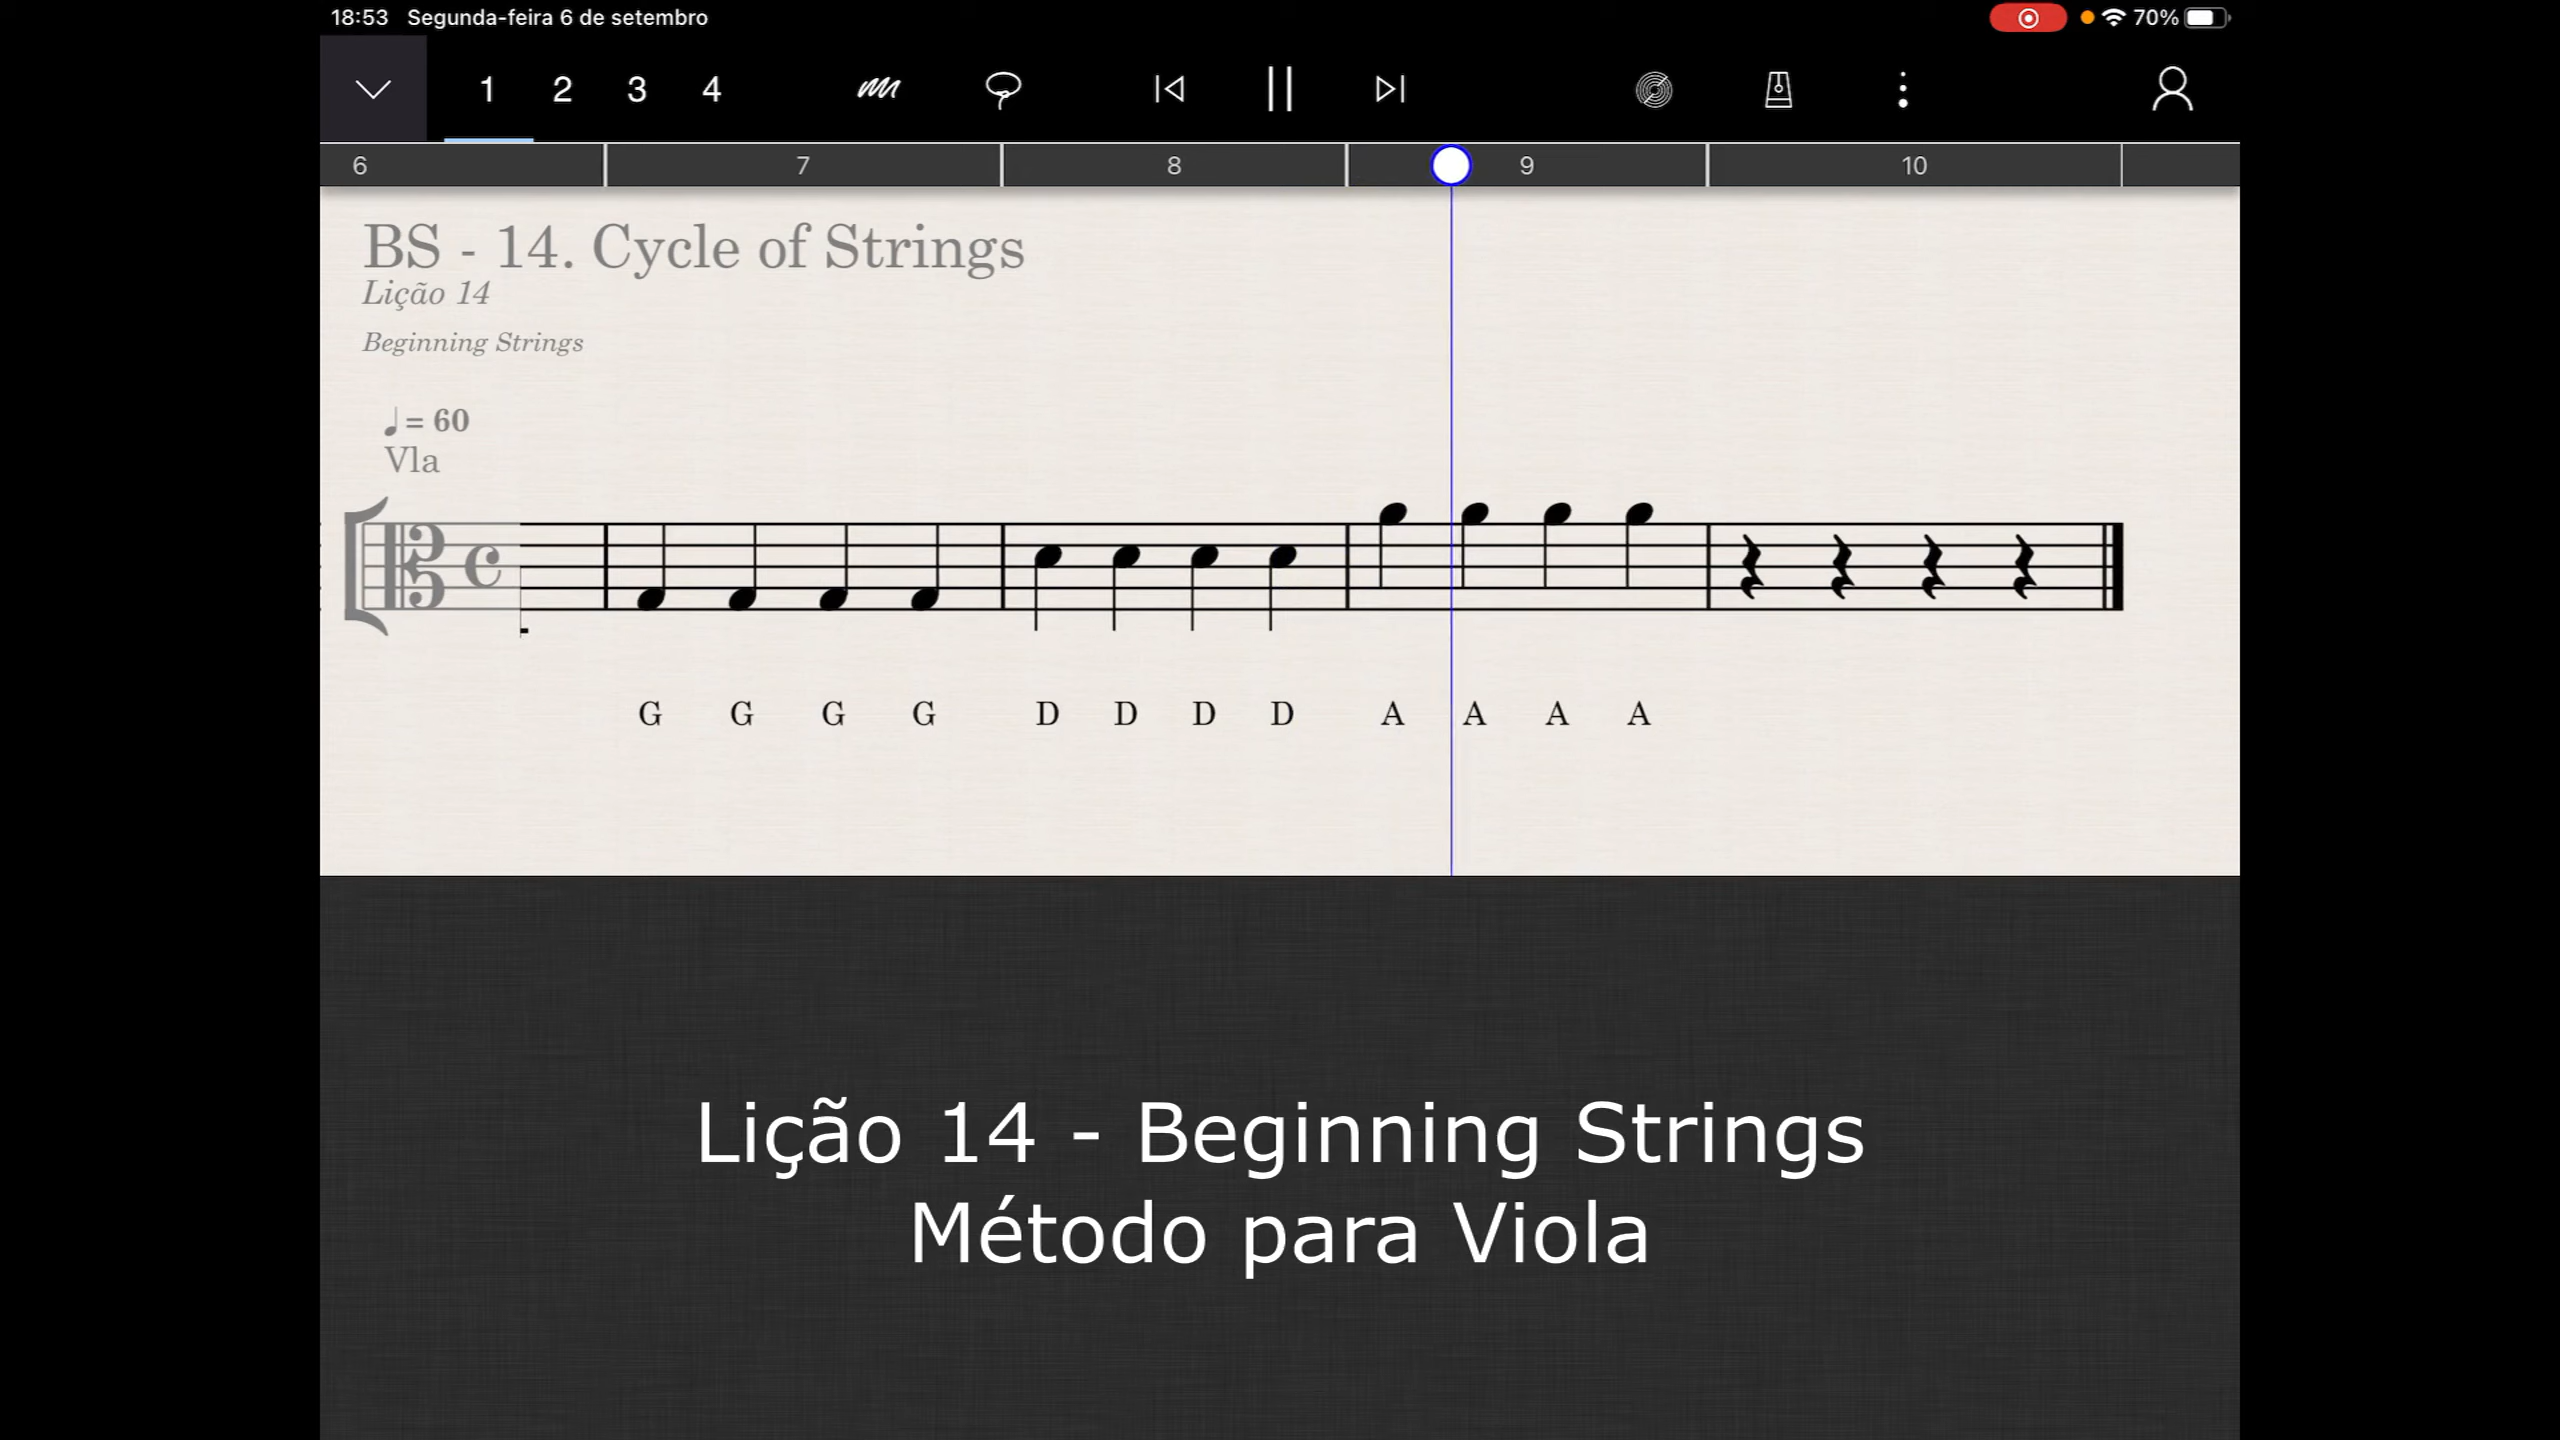 18:53 Segunda-feira 6 de setembro 70%
1 2 3 4
6 7 8 9 10
BS - 14. Cycle of Strings
Lição 14
Beginning Strings
♩ = 60
Vla
G G G G D D D D A A A A
Lição 14 - Beginning Strings
Método para Viola